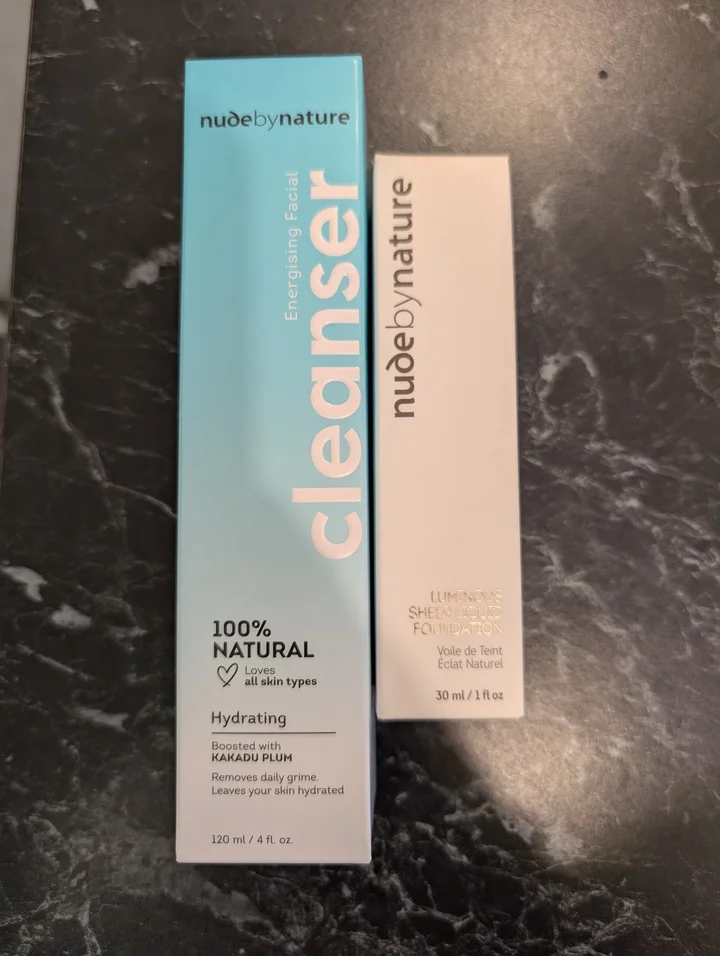 nudebynature
Energising Facial
cleanser
100%
NATURAL
Loves
all skin types
Hydrating
Boosted with
KAKADU PLUM
Removes daily grime.
Leaves your skin hydrated
120 ml / 4 fl. oz.
nudebynature
LUMINOUS
SHEER LIQUID
FOUNDATION
Voile de Teint
Éclat Naturel
30 ml / 1 fl oz